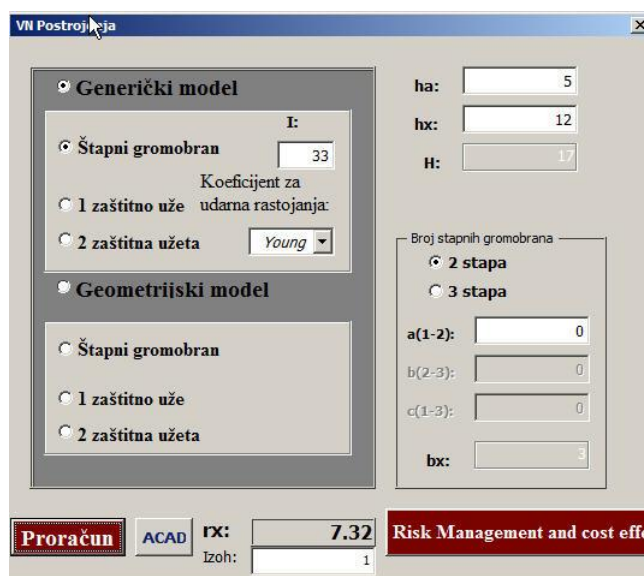 VN Postrojenja
Generički model
I:
Štapni gromobran
33
Koeficijent za
1 zaštitno uže
udarna rastojanja:
2 zaštitna užeta
Young
Geometrijski model
Štapni gromobran
1 zaštitno uže
2 zaštitna užeta
ha: 5
hx: 12
H: 17
Broj stapnih gromobrana
2 stapa
3 stapa
a(1-2): 0
b(2-3): 0
c(1-3): 0
bx: 3
Proračun
ACAD
rx: 7.32
Izoh: 1
Risk Management and cost effe